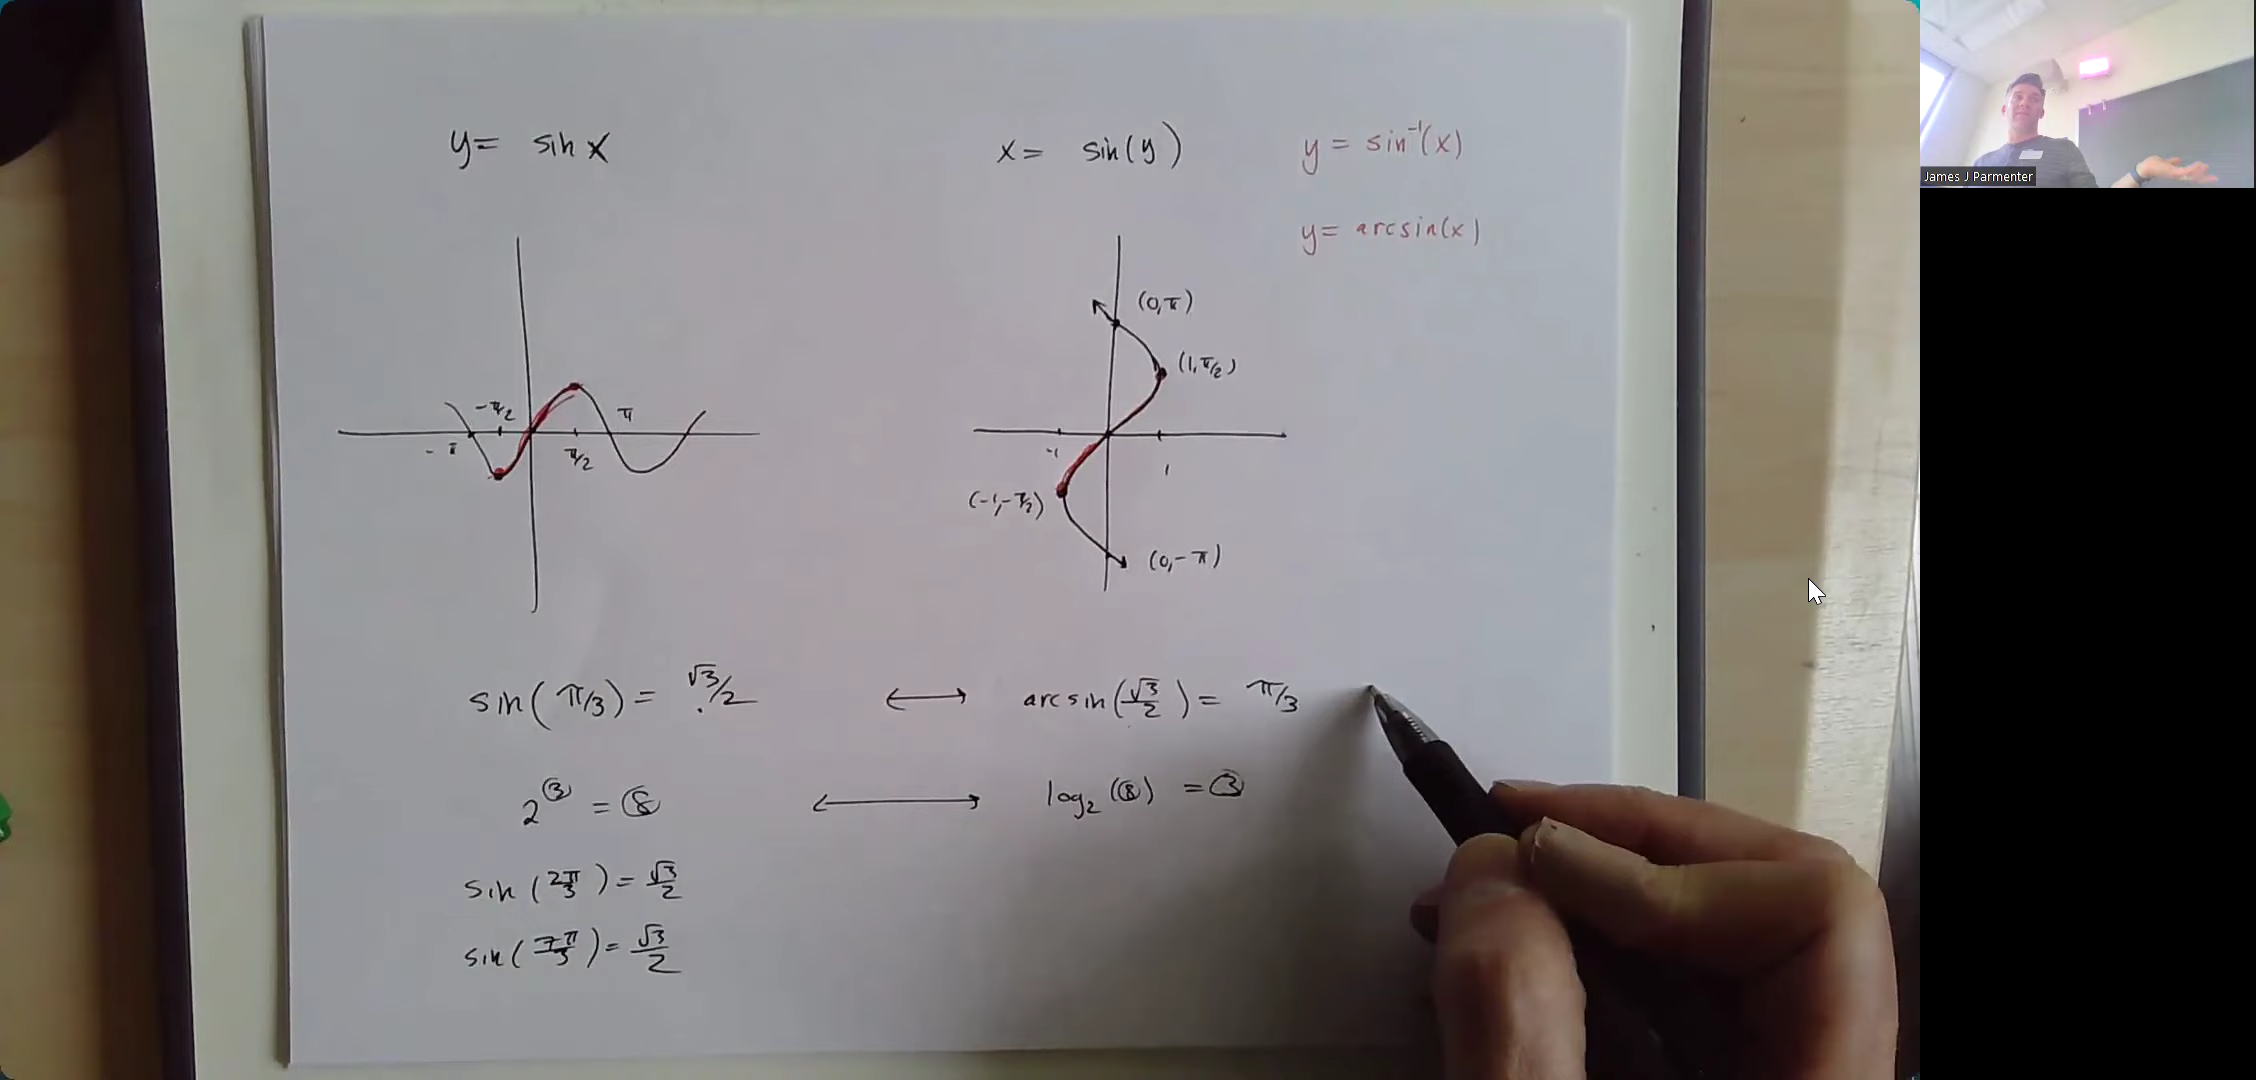 y = sin x
x = sin(y)
y = sin⁻¹(x)
y = arcsin(x)
(0, π)
(1, π/2)
-π/2
π
-π
π/2
-1
1
(-1, -π/2)
(0, -π)
sin(π/3) = √3/2 ↔ arcsin(√3/2) = π/3
2^3 = 8 ↔ log₂(8) = 3
sin(2π/3) = √3/2
sin(7π/3) = √3/2
James J Parmenter